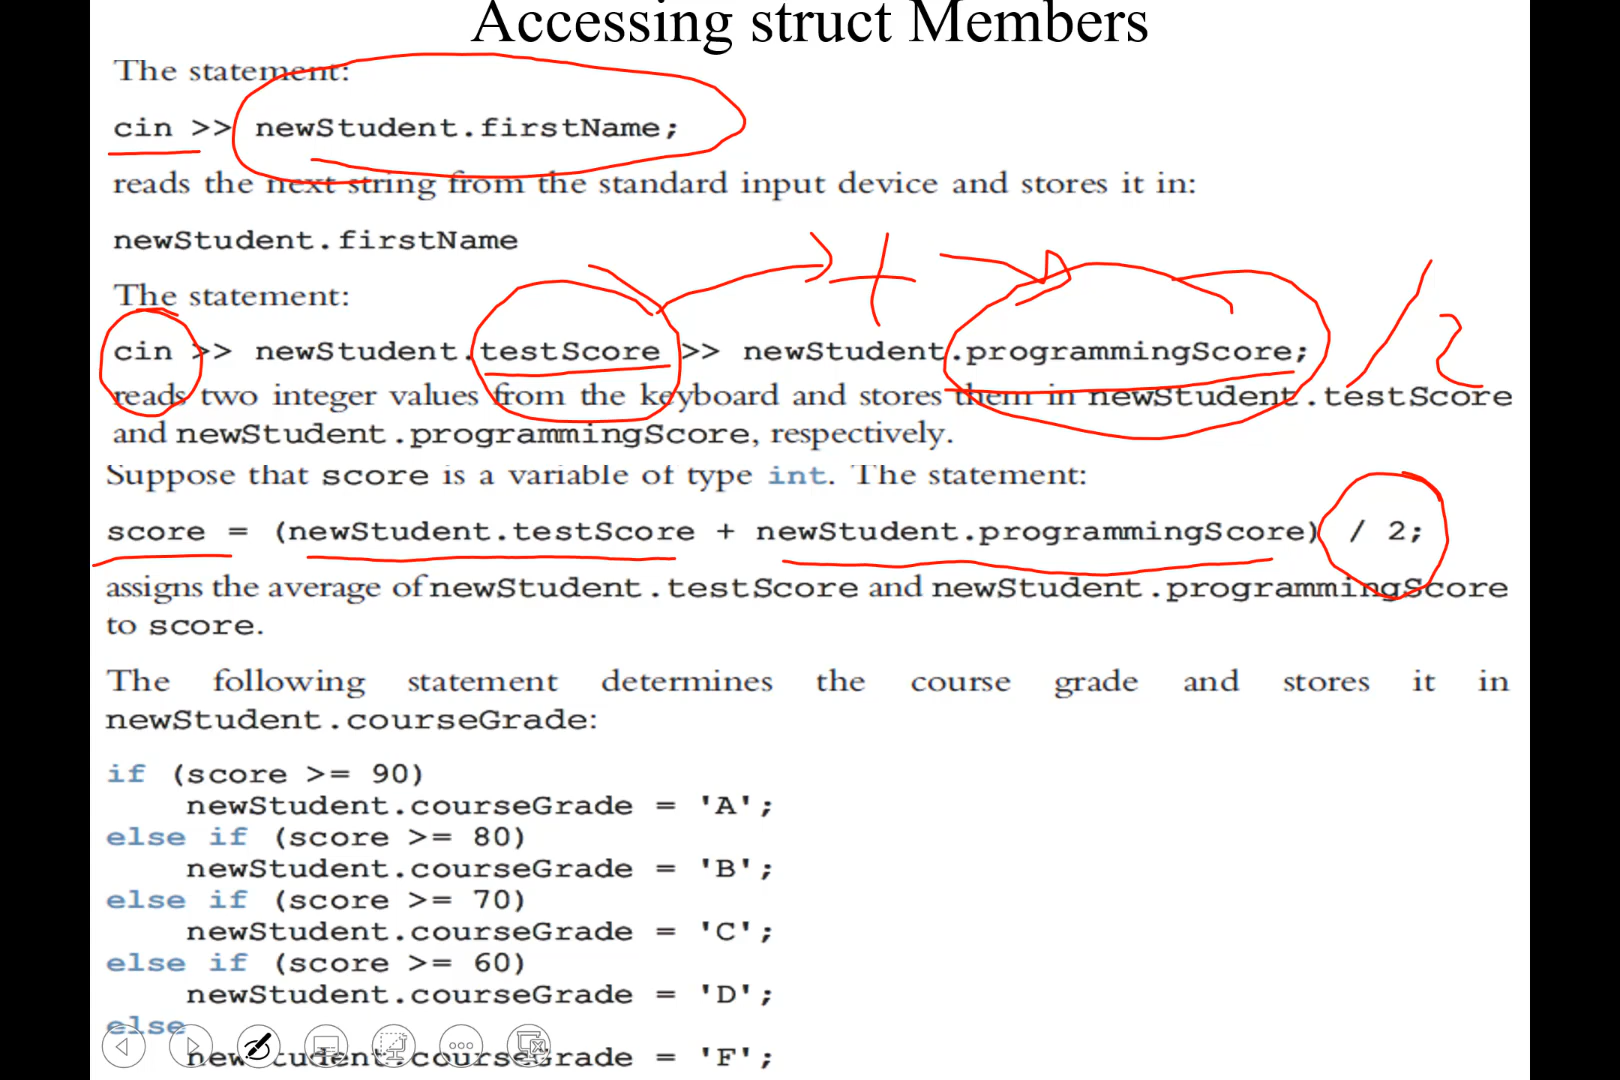 Accessing struct Members
The statement:
cin >> newStudent.firstName;
reads the next string from the standard input device and stores it in:
newStudent.firstName
The statement:
+ / 2
cin >> newStudent.testScore >> newStudent.programmingScore;
reads two integer values from the keyboard and stores them in newStudent.testScore
and newStudent.programmingScore, respectively.
Suppose that score is a variable of type int. The statement:
score = (newStudent.testScore + newStudent.programmingScore) / 2;
assigns the average of newStudent.testScore and newStudent.programmingScore
to score.
The following statement determines the course grade and stores it in
newStudent.courseGrade:
if (score >= 90)
newStudent.courseGrade = 'A';
else if (score >= 80)
newStudent.courseGrade = 'B';
else if (score >= 70)
newStudent.courseGrade = 'C';
else if (score >= 60)
newStudent.courseGrade = 'D';
else
newStudent.courseGrade = 'F';